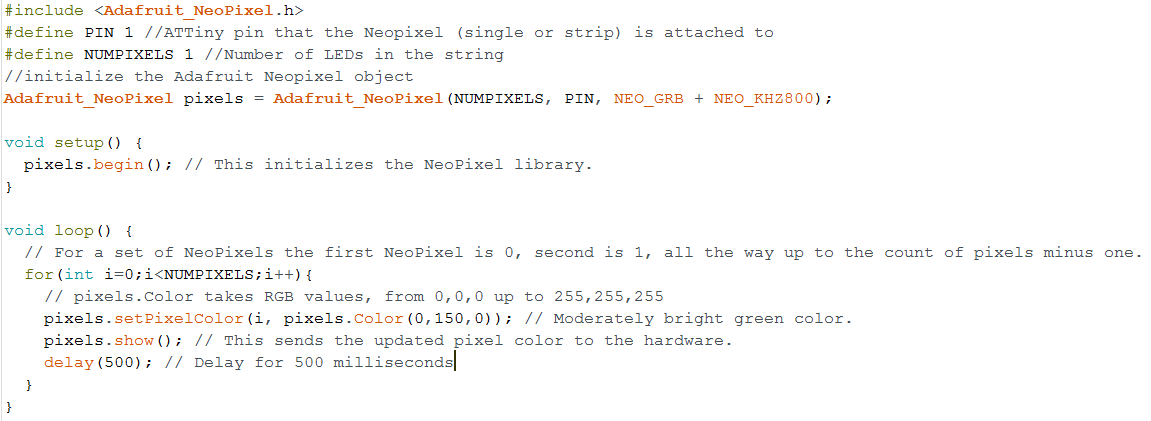 #include <Adafruit_NeoPixel.h>
#define PIN 1 //ATTiny pin that the Neopixel (single or strip) is attached to
#define NUMPIXELS 1 //Number of LEDs in the string
//initialize the Adafruit Neopixel object
Adafruit_NeoPixel pixels = Adafruit_NeoPixel(NUMPIXELS, PIN, NEO_GRB + NEO_KHZ800);

void setup() {
  pixels.begin(); // This initializes the NeoPixel library.
}

void loop() {
  // For a set of NeoPixels the first NeoPixel is 0, second is 1, all the way up to the count of pixels minus one.
  for(int i=0;i<NUMPIXELS;i++){
    // pixels.Color takes RGB values, from 0,0,0 up to 255,255,255
    pixels.setPixelColor(i, pixels.Color(0,150,0)); // Moderately bright green color.
    pixels.show(); // This sends the updated pixel color to the hardware.
    delay(500); // Delay for 500 milliseconds
  }
}